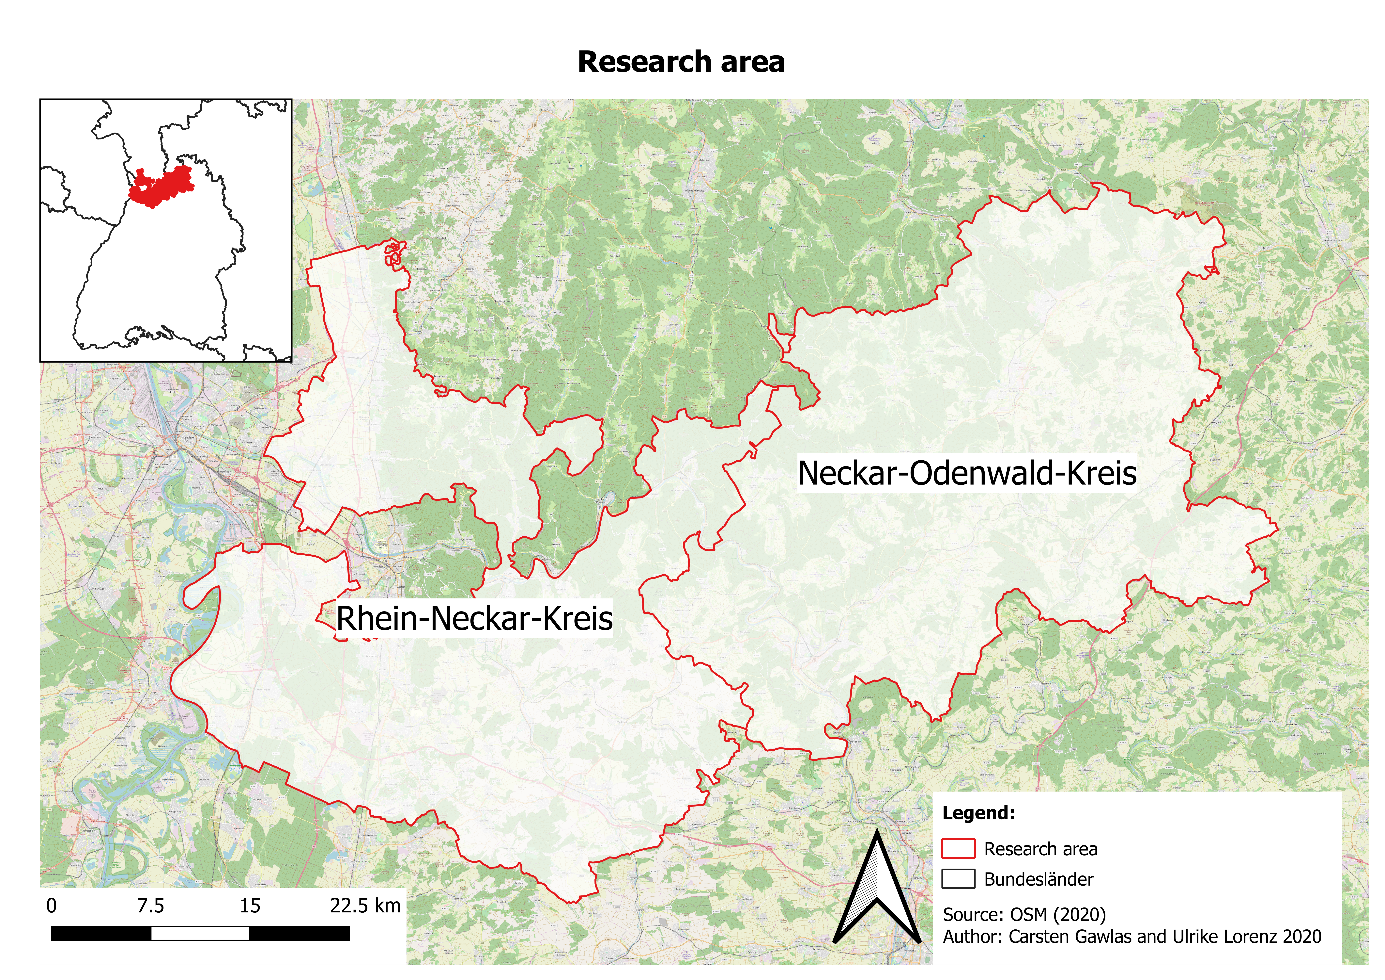 Research area
Neckar-Odenwald-Kreis
Rhein-Neckar-Kreis
Legend:
Research area
Bundesländer
Source: OSM (2020)
Author: Carsten Gawlas and Ulrike Lorenz 2020
0 7.5 15 22.5 km